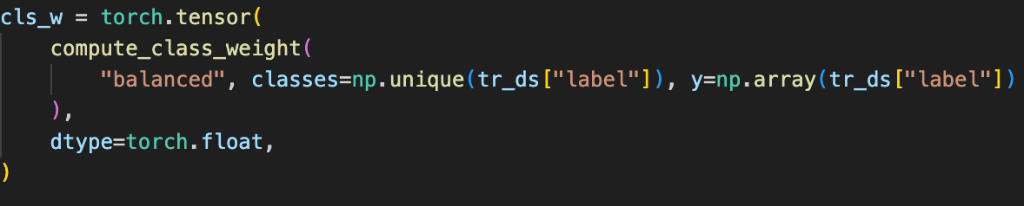 cls_w = torch.tensor(
    compute_class_weight(
        "balanced", classes=np.unique(tr_ds["label"]), y=np.array(tr_ds["label"])
    ),
    dtype=torch.float,
)